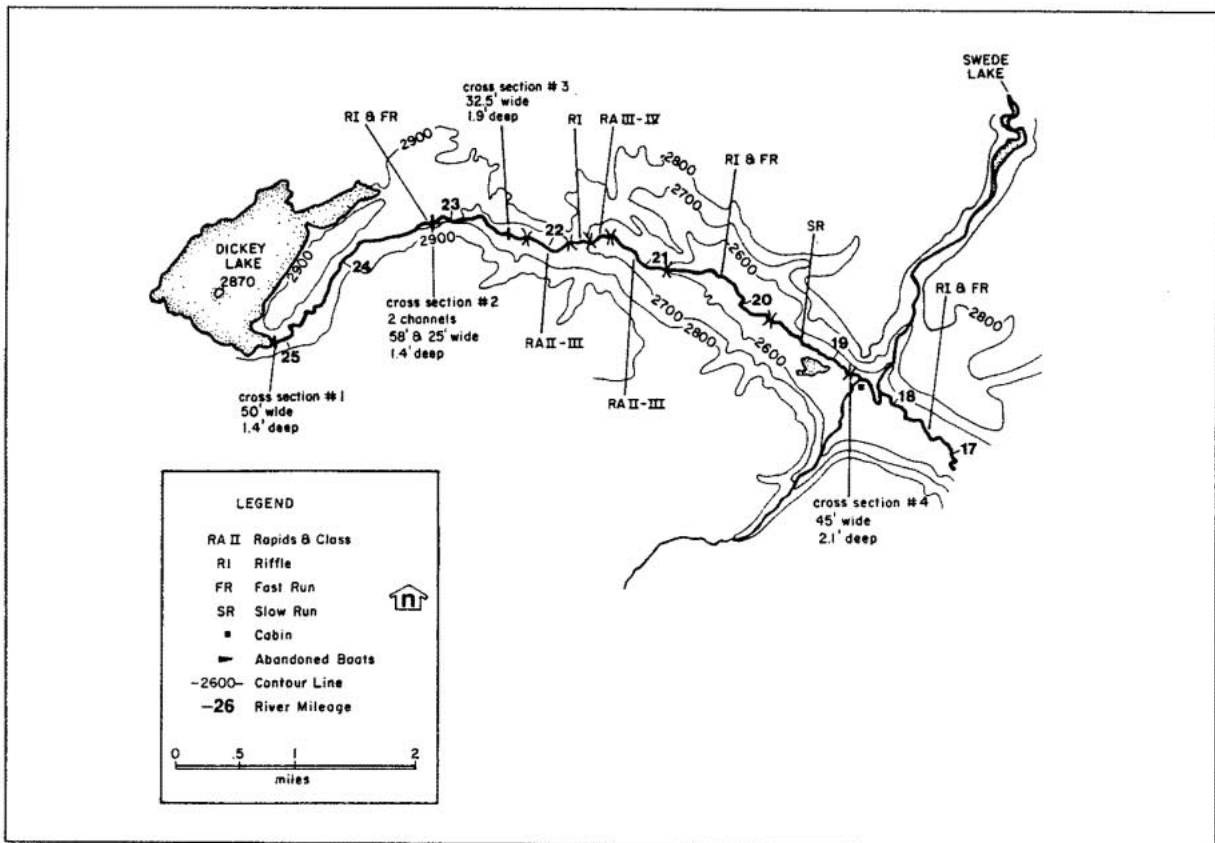 SWEDE
LAKE
cross section #3
32.5' wide
1.9' deep
RI & FR
RI
RA III-IV
2900
2800
RI & FR
2700
23
22
SR
DICKEY
LAKE
2870
2900
2900
24
21
2600
RI & FR
2800
20
cross section #2
2 channels
58' & 25' wide
1.4' deep
2700
2800
RA II-III
2600
19
25
RA II-III
18
cross section #1
50' wide
1.4' deep
17
cross section #4
45' wide
2.1' deep
LEGEND
RA II Rapids & Class
RI Riffle
FR Fast Run
SR Slow Run
Cabin
Abandoned Boats
-2600- Contour Line
-26 River Mileage
n
0 .5 1 2
miles